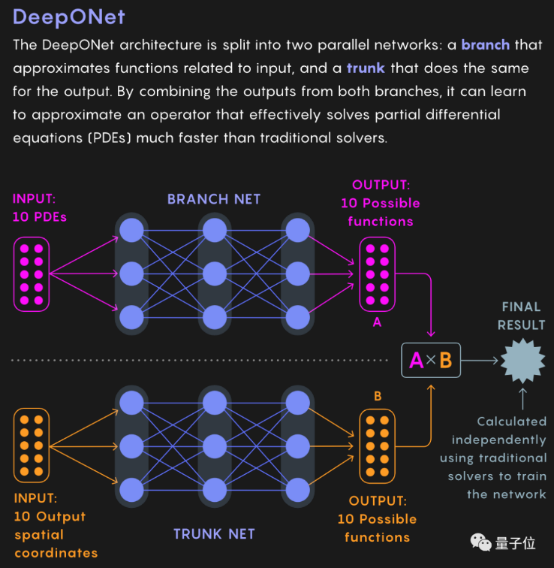 DeepONet
The DeepONet architecture is split into two parallel networks: a branch that
approximates functions related to input, and a trunk that does the same
for the output. By combining the outputs from both branches, it can learn
to approximate an operator that effectively solves partial differential
equations (PDEs) much faster than traditional solvers.
INPUT:
10 PDEs
BRANCH NET
OUTPUT:
10 Possible
functions
A
FINAL
RESULT
A×B
B
Calculated
independently
using traditional
solvers to train
the network
INPUT:
10 Output
spatial
coordinates
TRUNK NET
OUTPUT:
10 Possible
functions
量子位